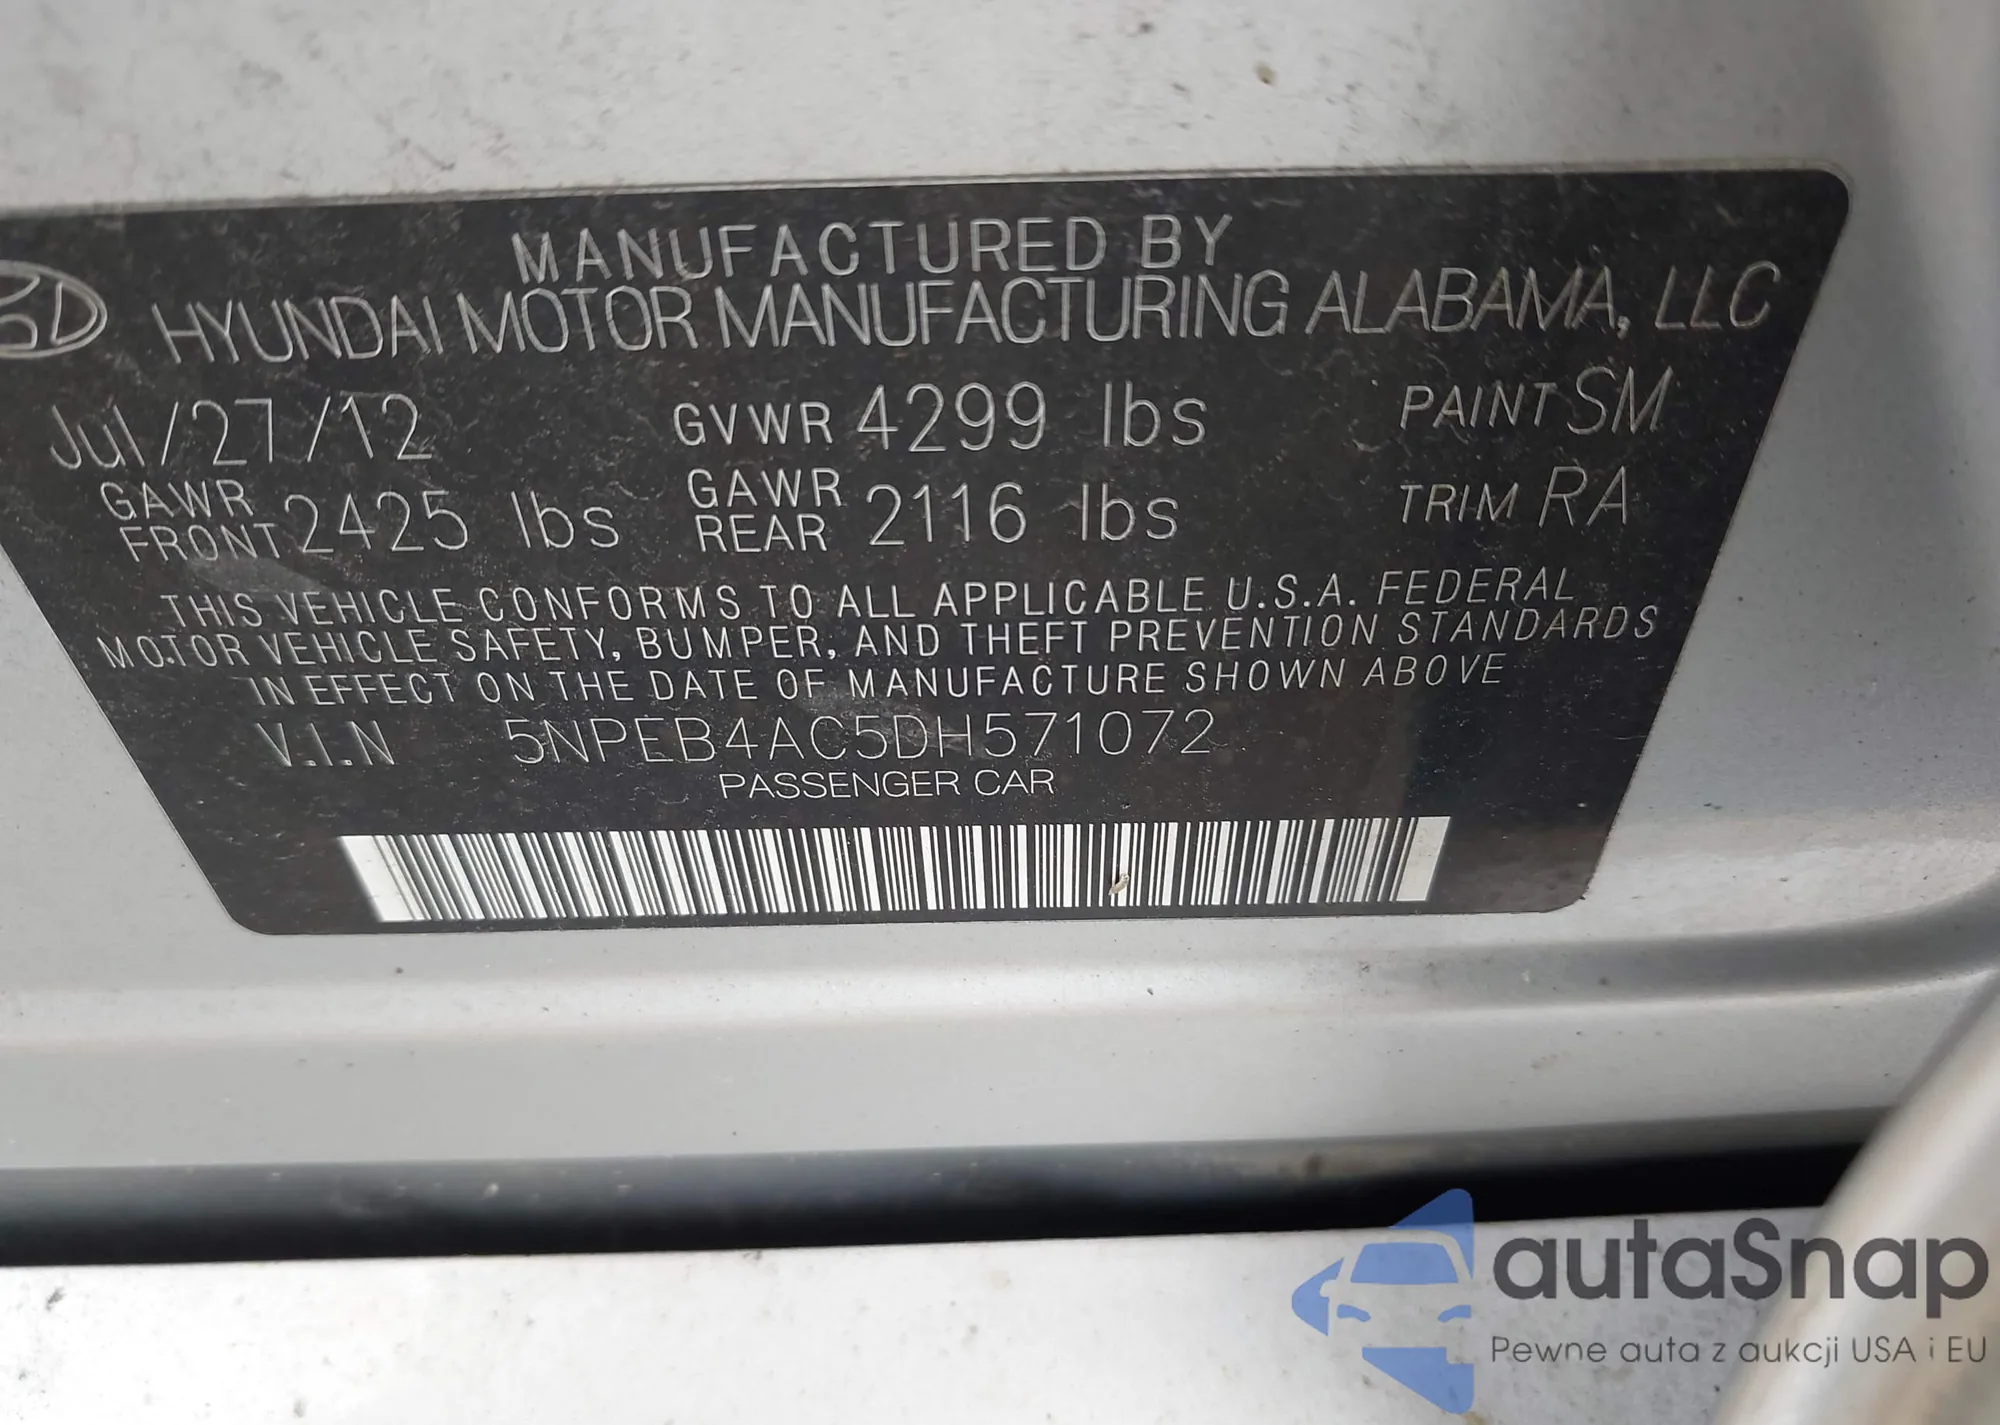 MANUFACTURED BY
HYUNDAI MOTOR MANUFACTURING ALABAMA, LLC
Jul/27/12 GVWR 4299 lbs PAINT SM
GAWR FRONT 2425 lbs GAWR REAR 2116 lbs TRIM RA
THIS VEHICLE CONFORMS TO ALL APPLICABLE U.S.A. FEDERAL
MOTOR VEHICLE SAFETY, BUMPER, AND THEFT PREVENTION STANDARDS
IN EFFECT ON THE DATE OF MANUFACTURE SHOWN ABOVE
V.I.N 5NPEB4AC5DH571072
PASSENGER CAR
autaSnap
Pewne auta z aukcji USA i EU